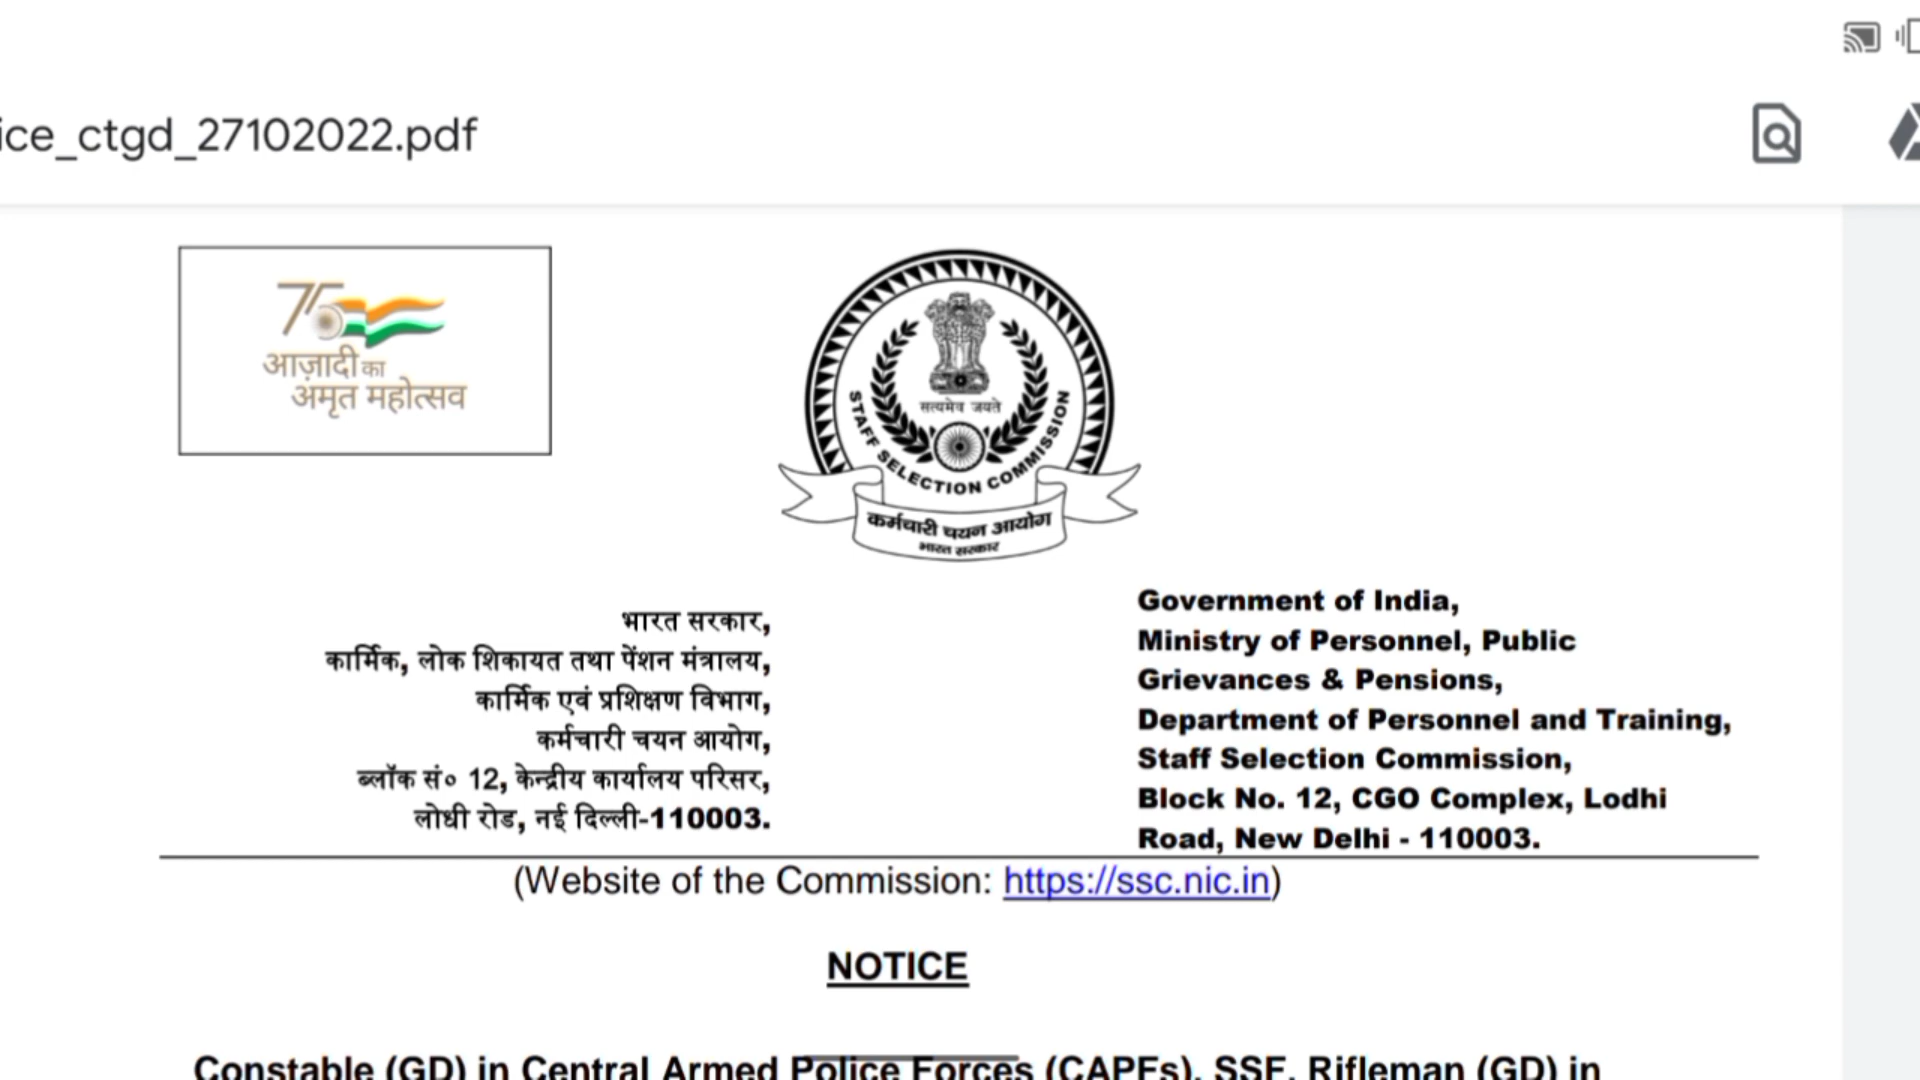 ice_ctgd_27102022.pdf
75
आज़ादी का
अमृत महोत्सव
सत्यमेव जयते
STAFF SELECTION COMMISSION
कर्मचारी चयन आयोग
भारत सरकार
भारत सरकार,
कार्मिक, लोक शिकायत तथा पेंशन मंत्रालय,
कार्मिक एवं प्रशिक्षण विभाग,
कर्मचारी चयन आयोग,
ब्लॉक सं० 12, केन्द्रीय कार्यालय परिसर,
लोधी रोड, नई दिल्ली-110003.
Government of India,
Ministry of Personnel, Public
Grievances & Pensions,
Department of Personnel and Training,
Staff Selection Commission,
Block No. 12, CGO Complex, Lodhi
Road, New Delhi - 110003.
(Website of the Commission: https://ssc.nic.in)
NOTICE
Constable (GD) in Central Armed Police Forces (CAPFs), SSF, Rifleman (GD) in